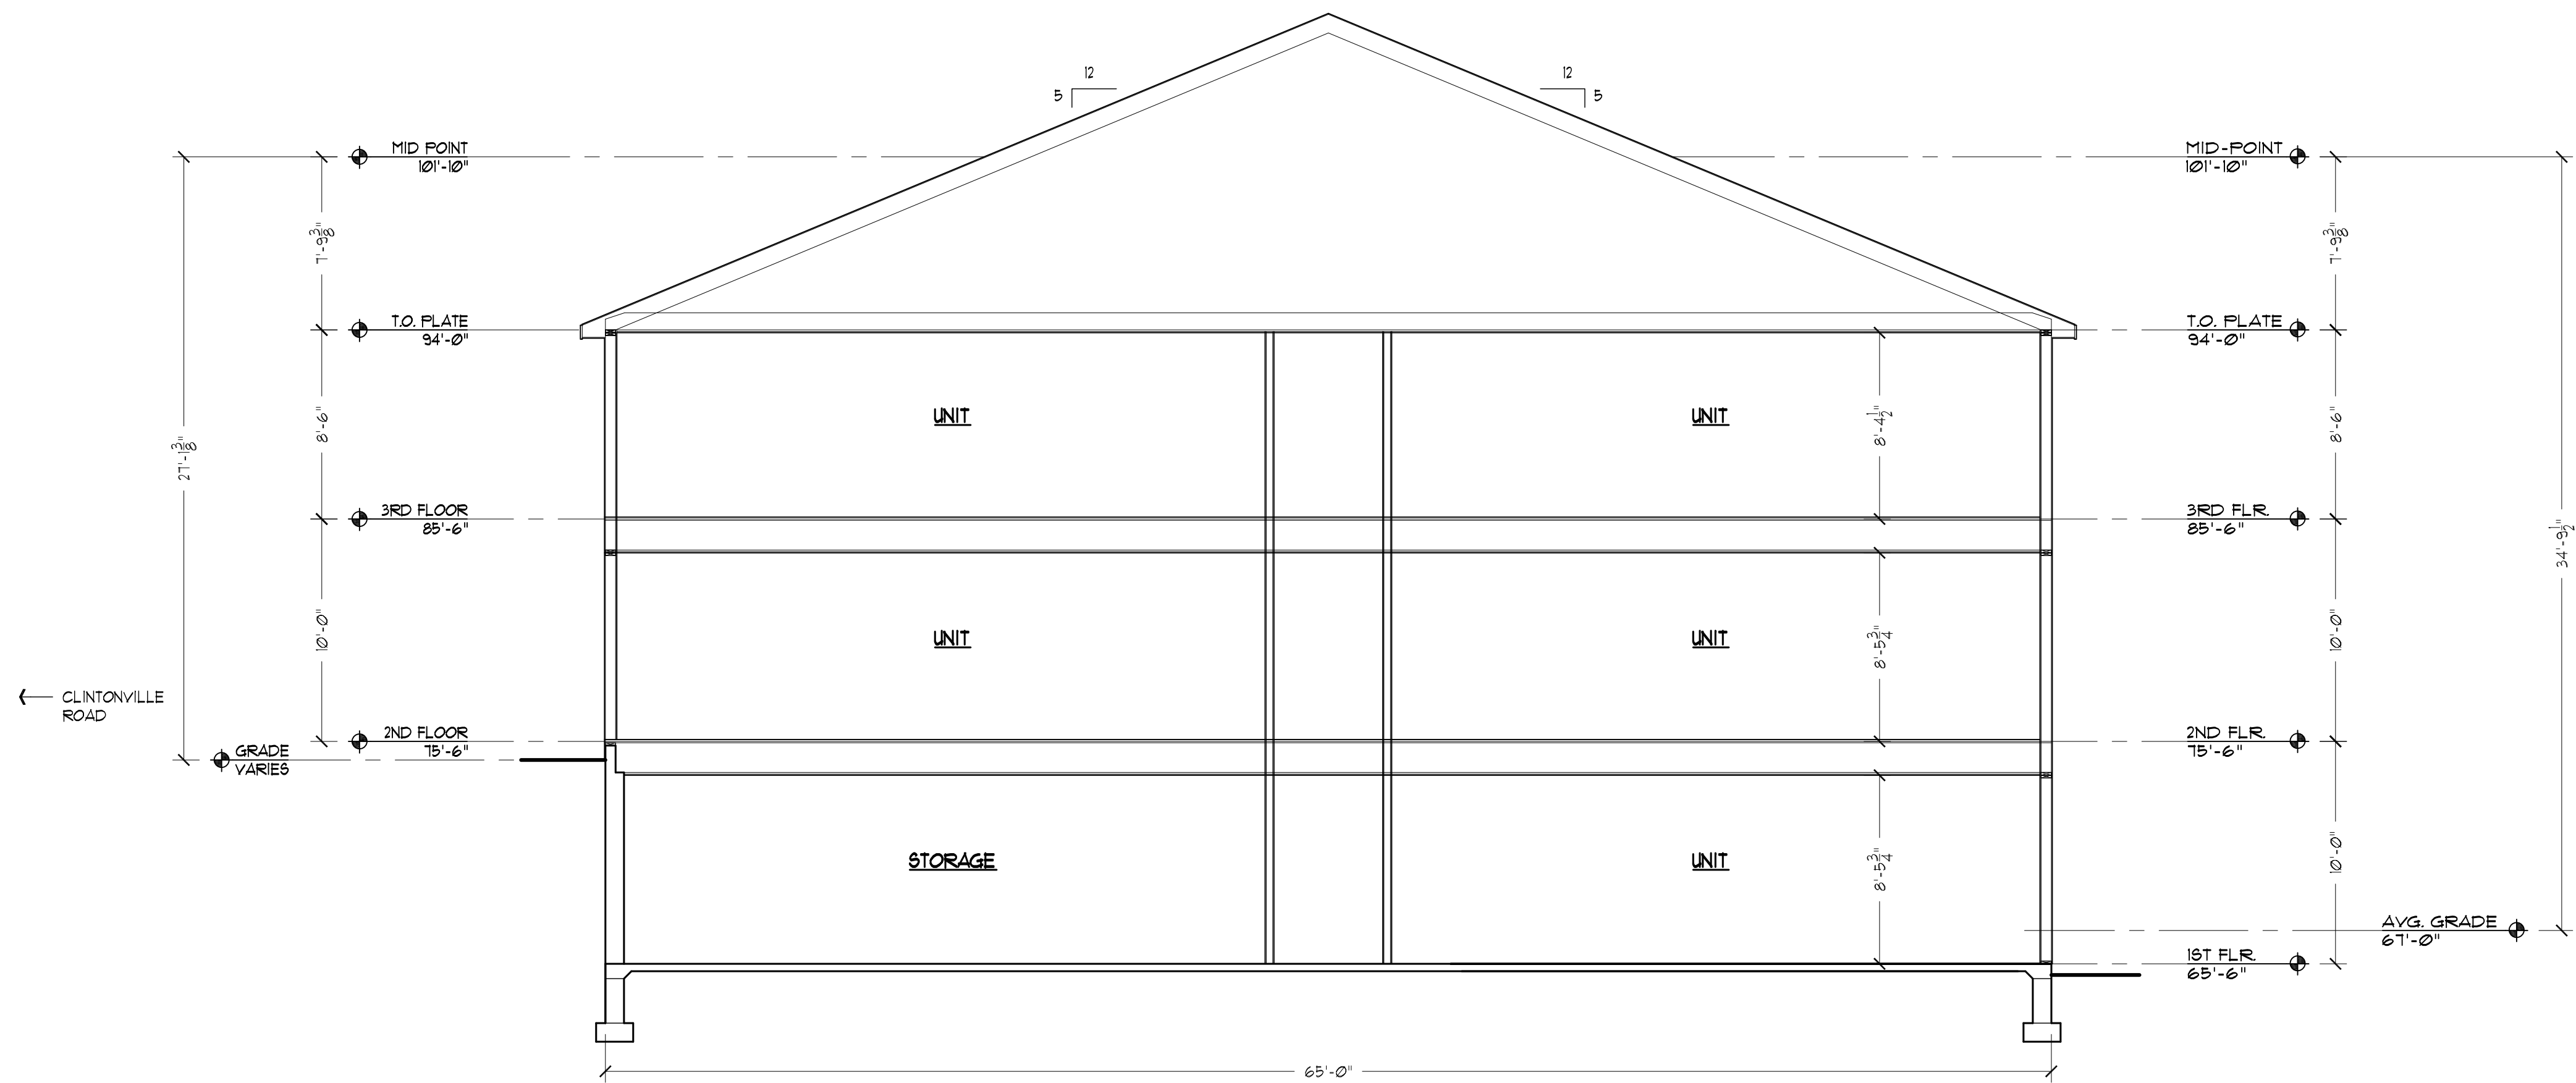 12
5
12
5
MID POINT
101'-10"
MID-POINT
101'-10"
7'-9 3/8"
7'-9 3/8"
T.O. PLATE
94'-0"
T.O. PLATE
94'-0"
UNIT
UNIT
8'-6"
8'-4 1/2"
8'-6"
27'-1 3/8"
34'-9 1/2"
3RD FLOOR
85'-6"
3RD FLR.
85'-6"
UNIT
UNIT
10'-0"
8'-5 3/4"
10'-0"
CLINTONVILLE
ROAD
2ND FLOOR
75'-6"
2ND FLR.
75'-6"
GRADE
VARIES
STORAGE
UNIT
8'-5 3/4"
10'-0"
AVG. GRADE
67'-0"
1ST FLR.
65'-6"
65'-0"